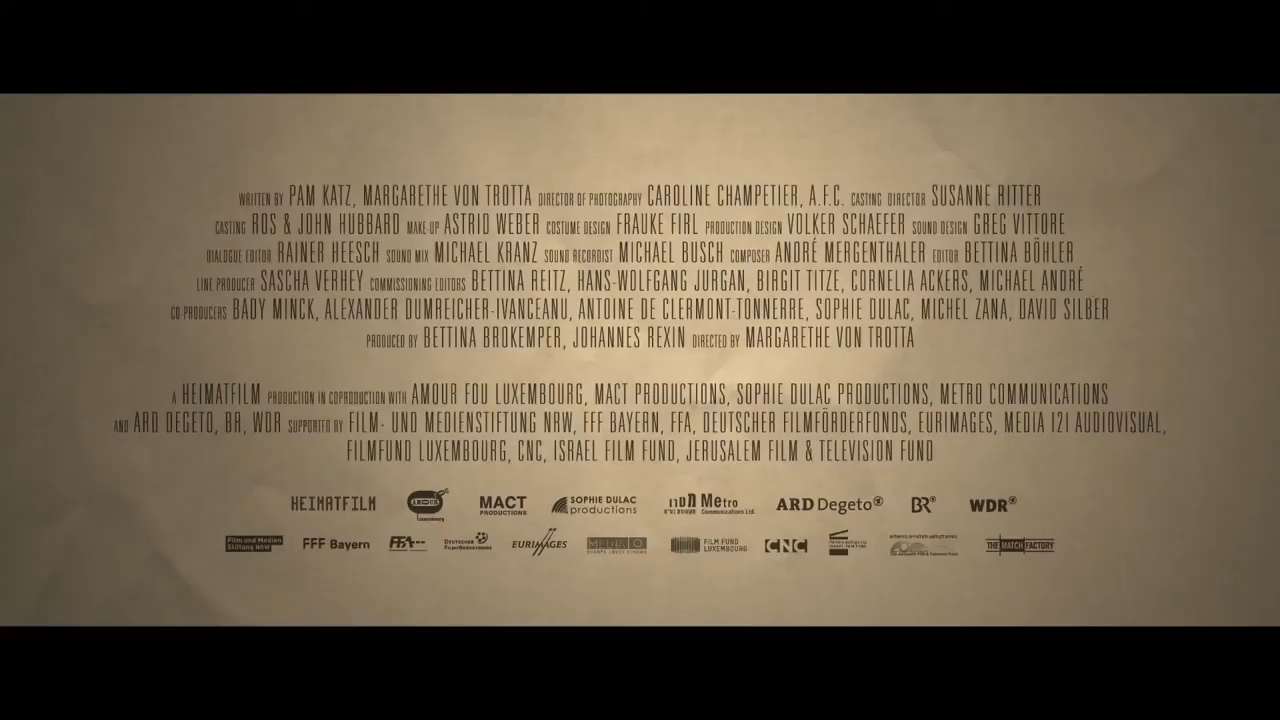 WRITTEN BY PAM KATZ, MARGARETHE VON TROTTA DIRECTOR OF PHOTOGRAPHY CAROLINE CHAMPETIER, A.F.C. CASTING DIRECTOR SUSANNE RITTER
CASTING ROS & JOHN HUBBARD MAKE-UP ASTRID WEBER COSTUME DESIGN FRAUKE FIRL PRODUCTION DESIGN VOLKER SCHAEFER SOUND DESIGN GREG VITTORE
DIALOGUE EDITOR RAINER HEESCH SOUND MIX MICHAEL KRANZ SOUND RECORDIST MICHAEL BUSCH COMPOSER ANDRÉ MERGENTHALER EDITOR BETTINA BÖHLER
LINE PRODUCER SASCHA VERHEY COMMISSIONING EDITORS BETTINA REITZ, HANS-WOLFGANG JURGAN, BIRGIT TITZE, CORNELIA ACKERS, MICHAEL ANDRÉ
CO-PRODUCERS BADY MINCK, ALEXANDER DUMREICHER-IVANCEANU, ANTOINE DE CLERMONT-TONNERRE, SOPHIE DULAC, MICHEL ZANA, DAVID SILBER
PRODUCED BY BETTINA BROKEMPER, JOHANNES REXIN DIRECTED BY MARGARETHE VON TROTTA
A HEIMATFILM PRODUCTION IN COPRODUCTION WITH AMOUR FOU LUXEMBOURG, MACT PRODUCTIONS, SOPHIE DULAC PRODUCTIONS, METRO COMMUNICATIONS
AND ARD DEGETO, BR, WDR SUPPORTED BY FILM- UND MEDIENSTIFTUNG NRW, FFF BAYERN, FFA, DEUTSCHER FILMFÖRDERFONDS, EURIMAGES, MEDIA I2I AUDIOVISUAL,
FILMFUND LUXEMBOURG, CNC, ISRAEL FILM FUND, JERUSALEM FILM & TELEVISION FUND
HEIMATFILM AMOUR Luxembourg MACT PRODUCTIONS SOPHIE DULAC productions Metro Communications Ltd. ARD Degeto BR WDR
Film und Medien Stiftung NRW FFF Bayern FFA DEUTSCHER FILMFÖRDERFONDS EURIMAGES MEDIA EUROPE LOVES CINEMA FILM FUND LUXEMBOURG CNC THE MATCH FACTORY